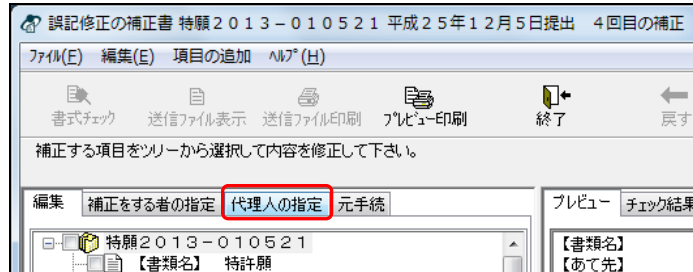 誤記修正の補正書 特願２０１３－０１０５２１ 平成２５年１２月５日提出　４回目の補正
ﾌｧｲﾙ(F)　編集(E)　項目の追加　ﾍﾙﾌﾟ(H)
書式ﾁｪｯｸ　送信ﾌｧｲﾙ表示　送信ﾌｧｲﾙ印刷　ﾌﾟﾚﾋﾞｭｰ印刷　終了　戻す
補正する項目をツリーから選択して内容を修正して下さい。
編集　補正をする者の指定　代理人の指定　元手続　プレビュー　チェック結果
特願２０１３－０１０５２１　【書類名】
【書類名】　特許願　【あて先】